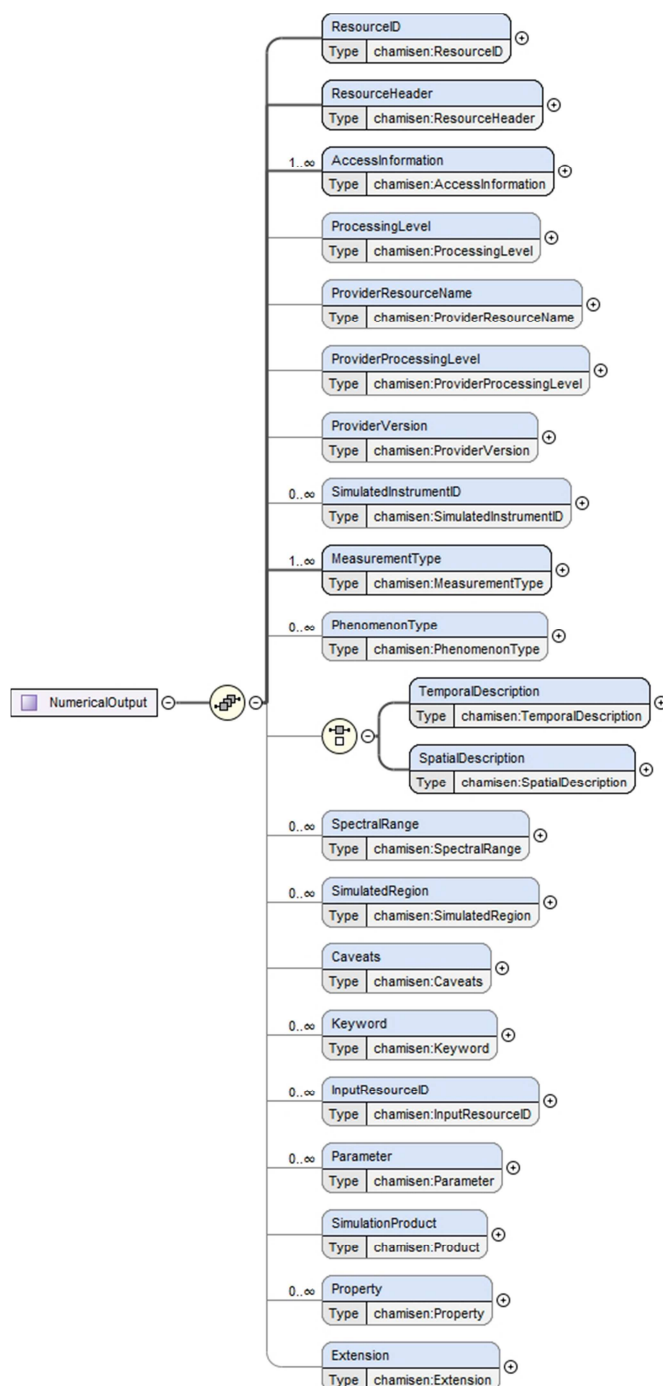 ResourceID
Type chamisen:ResourceID
ResourceHeader
Type chamisen:ResourceHeader
1..∞
AccessInformation
Type chamisen:AccessInformation
ProcessingLevel
Type chamisen:ProcessingLevel
ProviderResourceName
Type chamisen:ProviderResourceName
ProviderProcessingLevel
Type chamisen:ProviderProcessingLevel
ProviderVersion
Type chamisen:ProviderVersion
0..∞
SimulatedInstrumentID
Type chamisen:SimulatedInstrumentID
1..∞
MeasurementType
Type chamisen:MeasurementType
0..∞
PhenomenonType
Type chamisen:PhenomenonType
NumericalOutput
TemporalDescription
Type chamisen:TemporalDescription
SpatialDescription
Type chamisen:SpatialDescription
0..∞
SpectralRange
Type chamisen:SpectralRange
0..∞
SimulatedRegion
Type chamisen:SimulatedRegion
Caveats
Type chamisen:Caveats
0..∞
Keyword
Type chamisen:Keyword
0..∞
InputResourceID
Type chamisen:InputResourceID
0..∞
Parameter
Type chamisen:Parameter
SimulationProduct
Type chamisen:Product
0..∞
Property
Type chamisen:Property
Extension
Type chamisen:Extension